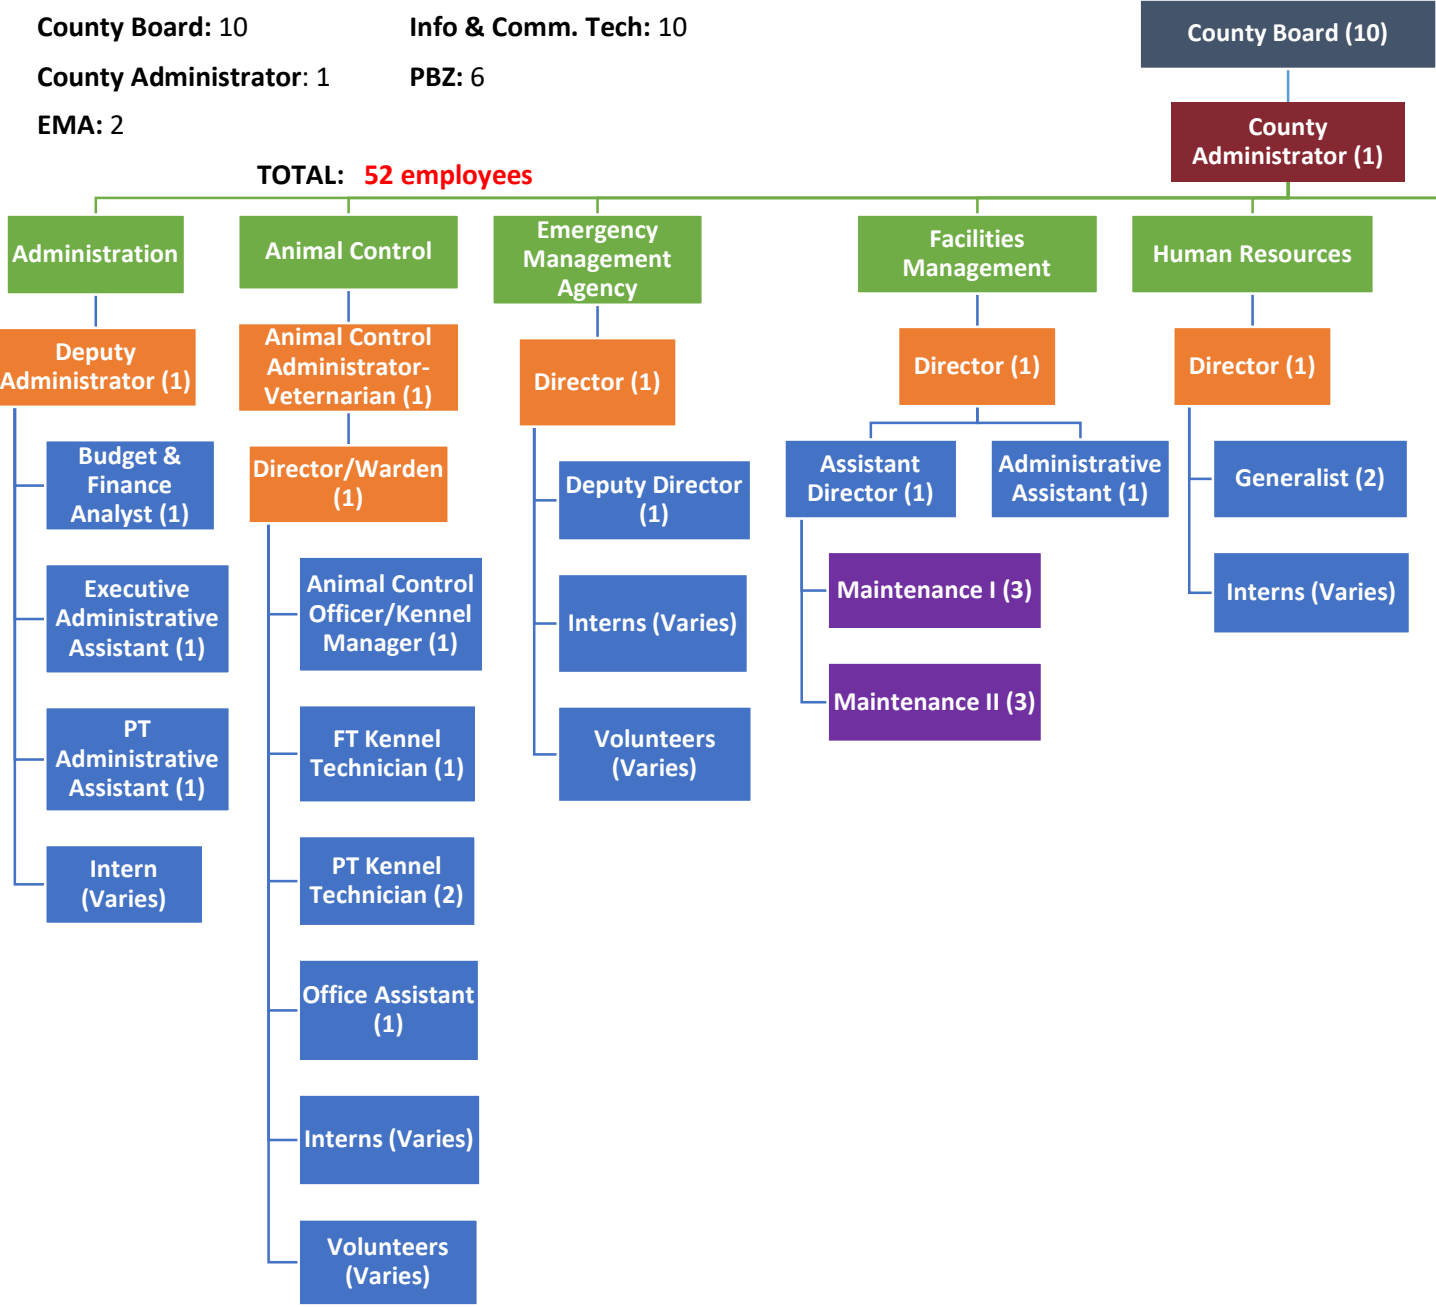 County Board: 10
Info & Comm. Tech: 10
County Administrator: 1
PBZ: 6
EMA: 2
TOTAL: 52 employees
County Board (10)
County
Administrator (1)
Administration
Deputy
Administrator (1)
Budget &
Finance
Analyst (1)
Executive
Administrative
Assistant (1)
PT
Administrative
Assistant (1)
Intern
(Varies)
Animal Control
Animal Control
Administrator-
Veternarian (1)
Director/Warden
(1)
Animal Control
Officer/Kennel
Manager (1)
FT Kennel
Technician (1)
PT Kennel
Technician (2)
Office Assistant
(1)
Interns (Varies)
Volunteers
(Varies)
Emergency
Management
Agency
Director (1)
Deputy Director
(1)
Interns (Varies)
Volunteers
(Varies)
Facilities
Management
Director (1)
Assistant
Director (1)
Administrative
Assistant (1)
Maintenance I (3)
Maintenance II (3)
Human Resources
Director (1)
Generalist (2)
Interns (Varies)